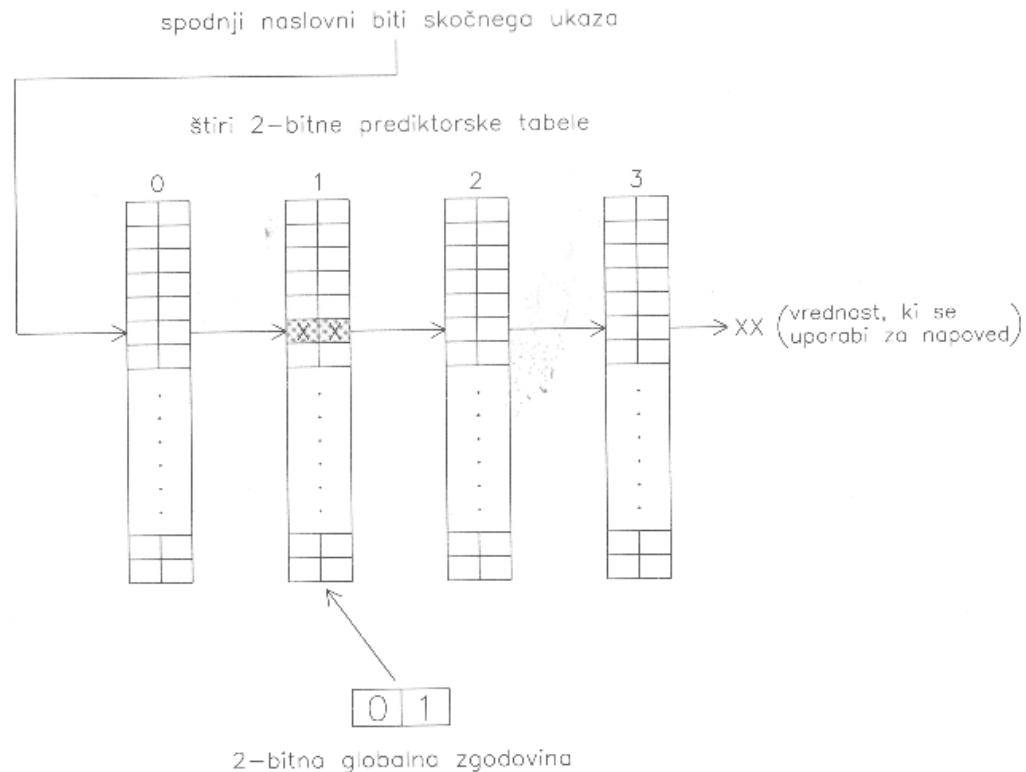 spodnji naslovni biti skočnega ukaza
štiri 2-bitne prediktorske tabele
0 1 2 3
X X
XX (vrednost, ki se
uporabi za napoved)
0 1
2-bitna globalna zgodovina